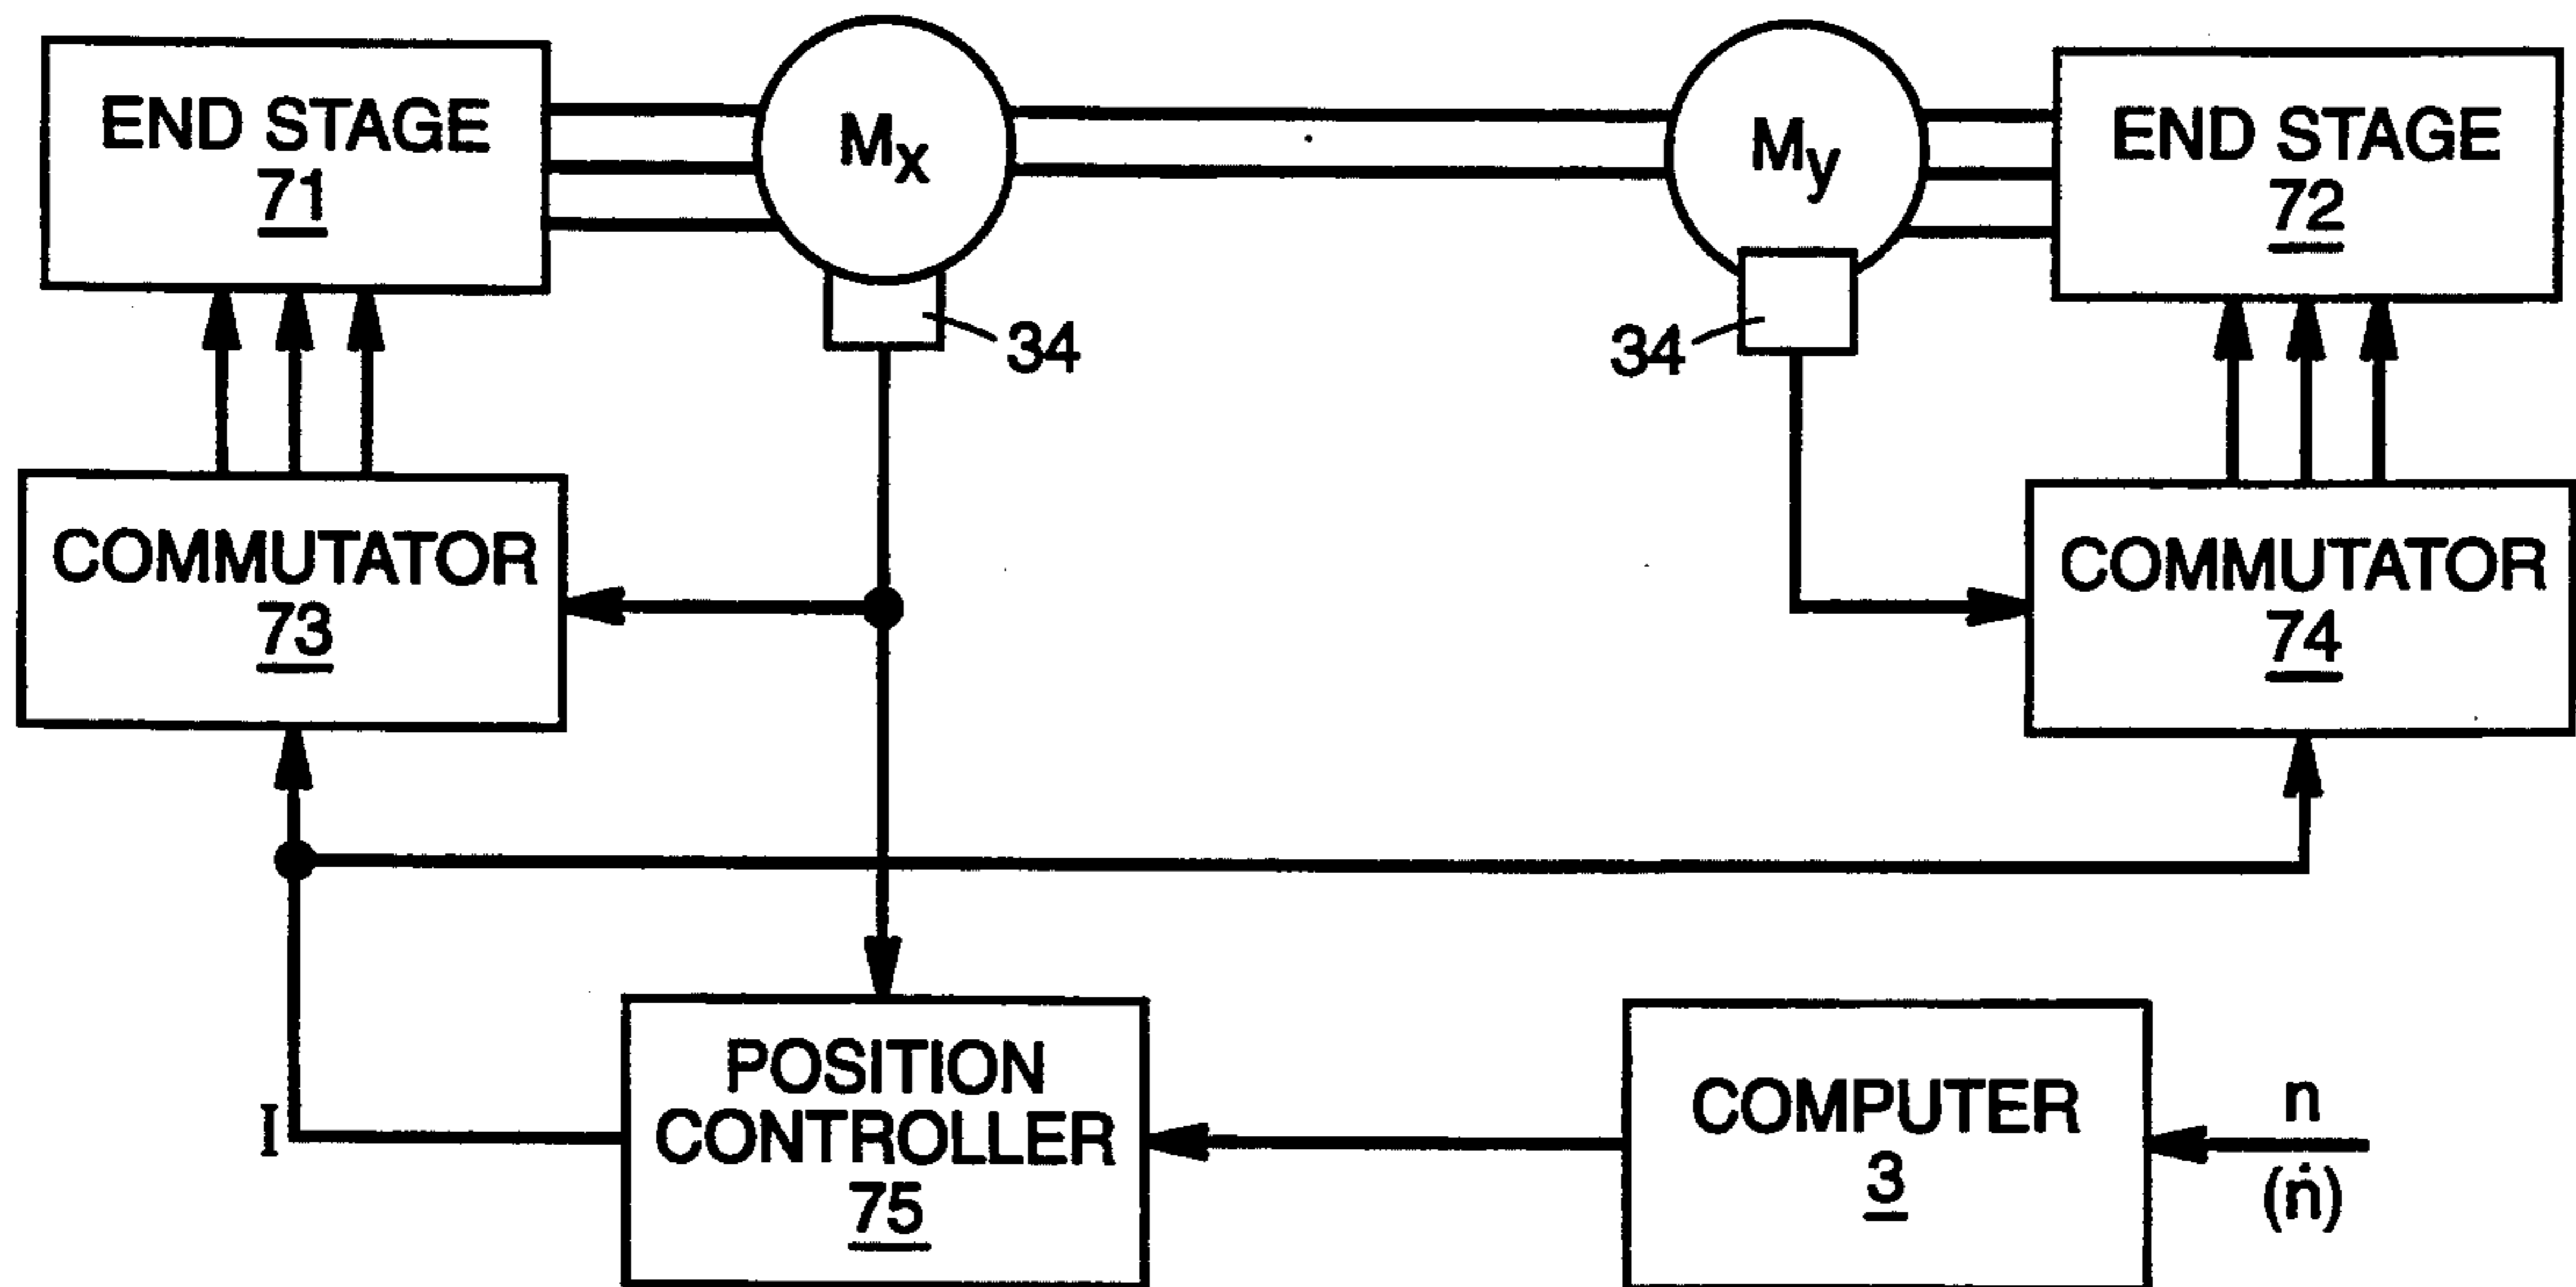 END STAGE
71
Mx
My
END STAGE
72
34
34
COMMUTATOR
73
COMMUTATOR
74
I
POSITION
CONTROLLER
75
COMPUTER
3
n
(ṅ)